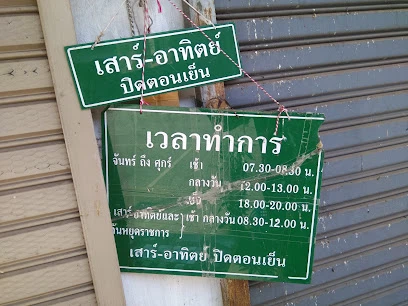 เสาร์-อาทิตย์
ปิดตอนเย็น
เวลาทำการ
จันทร์ ถึง ศุกร์ เช้า 07.30-08.30 น.
กลางวัน 12.00-13.00 น.
เย็น 18.00-20.00 น.
เสาร์-อาทิตย์และ } เช้า กลางวัน 08.30-12.00 น.
วันหยุดราชการ
เสาร์-อาทิตย์ ปิดตอนเย็น